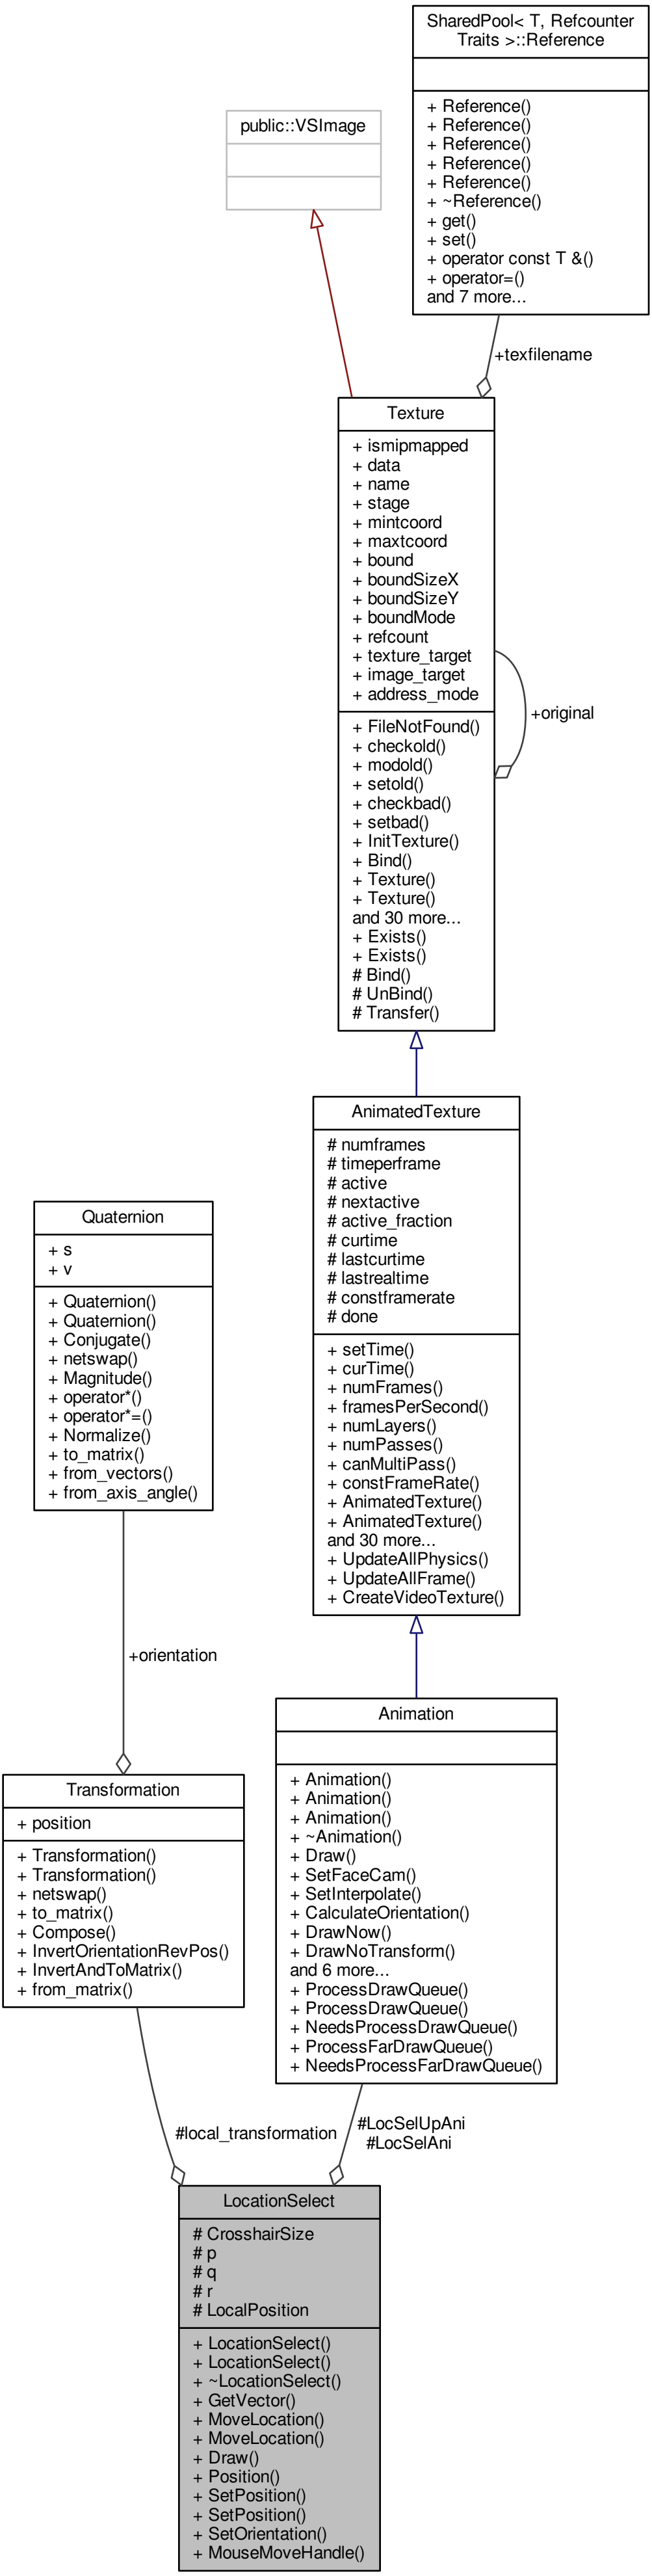 SharedPool< T, Refcounter
Traits >::Reference
+ Reference()
+ Reference()
+ Reference()
+ Reference()
+ Reference()
+ ~Reference()
+ get()
+ set()
+ operator const T &()
+ operator=()
and 7 more...
public::VSImage
+texfilename
Texture
+ ismipmapped
+ data
+ name
+ stage
+ mintcoord
+ maxtcoord
+ bound
+ boundSizeX
+ boundSizeY
+ boundMode
+ refcount
+ texture_target
+ image_target
+ address_mode
+ FileNotFound()
+ checkold()
+ modold()
+ setold()
+ checkbad()
+ setbad()
+ InitTexture()
+ Bind()
+ Texture()
+ Texture()
and 30 more...
+ Exists()
+ Exists()
# Bind()
# UnBind()
# Transfer()
+original
AnimatedTexture
# numframes
# timeperframe
# active
# nextactive
# active_fraction
# curtime
# lastcurtime
# lastrealtime
# constframerate
# done
+ setTime()
+ curTime()
+ numFrames()
+ framesPerSecond()
+ numLayers()
+ numPasses()
+ canMultiPass()
+ constFrameRate()
+ AnimatedTexture()
+ AnimatedTexture()
and 30 more...
+ UpdateAllPhysics()
+ UpdateAllFrame()
+ CreateVideoTexture()
Quaternion
+ s
+ v
+ Quaternion()
+ Quaternion()
+ Conjugate()
+ netswap()
+ Magnitude()
+ operator*()
+ operator*=()
+ Normalize()
+ to_matrix()
+ from_vectors()
+ from_axis_angle()
+orientation
Transformation
+ position
+ Transformation()
+ Transformation()
+ netswap()
+ to_matrix()
+ Compose()
+ InvertOrientationRevPos()
+ InvertAndToMatrix()
+ from_matrix()
Animation
+ Animation()
+ Animation()
+ Animation()
+ ~Animation()
+ Draw()
+ SetFaceCam()
+ SetInterpolate()
+ CalculateOrientation()
+ DrawNow()
+ DrawNoTransform()
and 6 more...
+ ProcessDrawQueue()
+ ProcessDrawQueue()
+ NeedsProcessDrawQueue()
+ ProcessFarDrawQueue()
+ NeedsProcessFarDrawQueue()
#local_transformation
#LocSelUpAni
#LocSelAni
LocationSelect
# CrosshairSize
# p
# q
# r
# LocalPosition
+ LocationSelect()
+ LocationSelect()
+ ~LocationSelect()
+ GetVector()
+ MoveLocation()
+ MoveLocation()
+ Draw()
+ Position()
+ SetPosition()
+ SetPosition()
+ SetOrientation()
+ MouseMoveHandle()